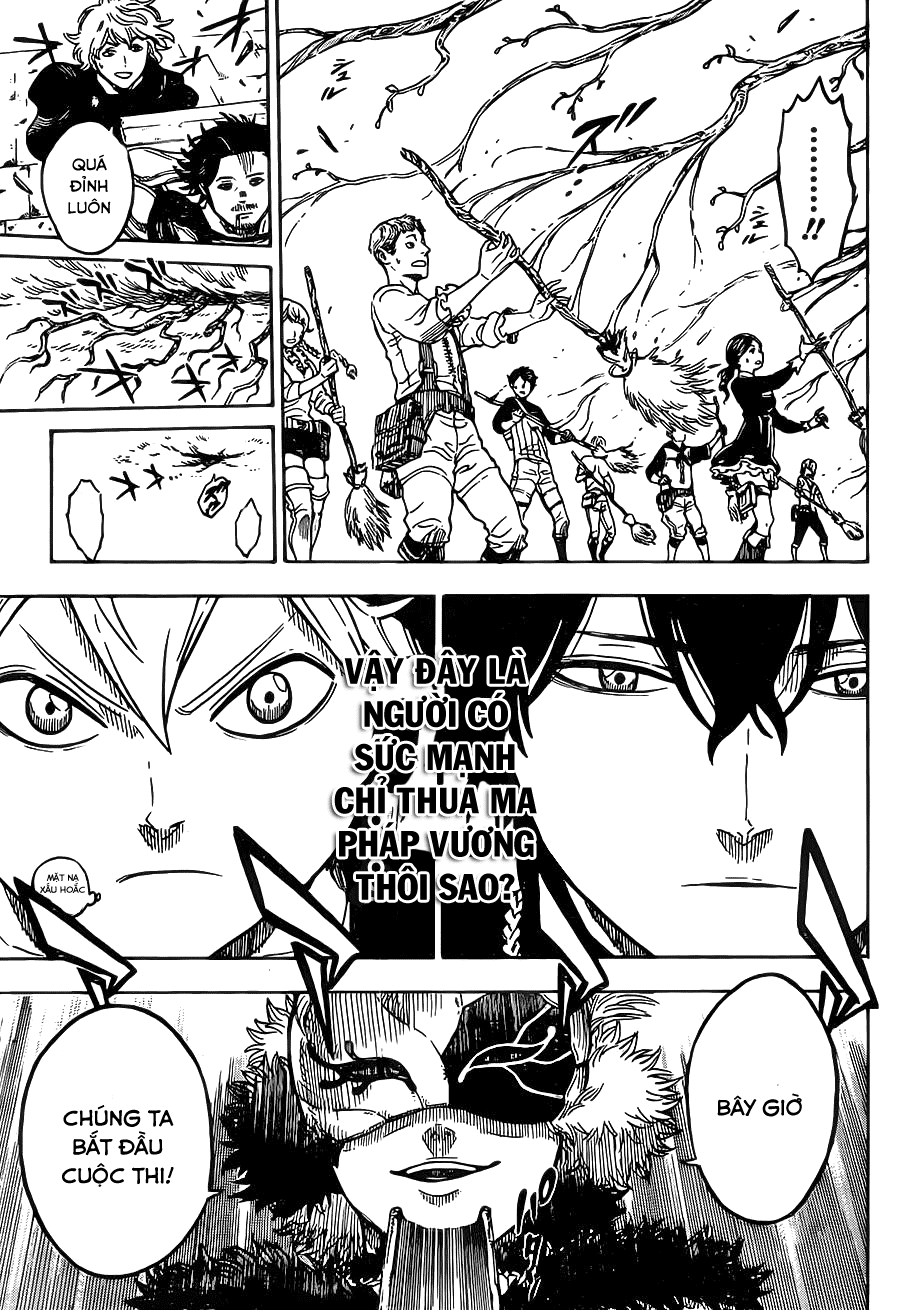 ..........!!
QUÁ
ĐỈNH
LUÔN
VẬY ĐÂY LÀ
NGƯỜI CÓ
SỨC MẠNH
CHỈ THUA MA
PHÁP VƯƠNG
THÔI SAO?
MẶT NẠ
XẤU HOẮC
BÂY GIỜ
CHÚNG TA
BẮT ĐẦU
CUỘC THI!